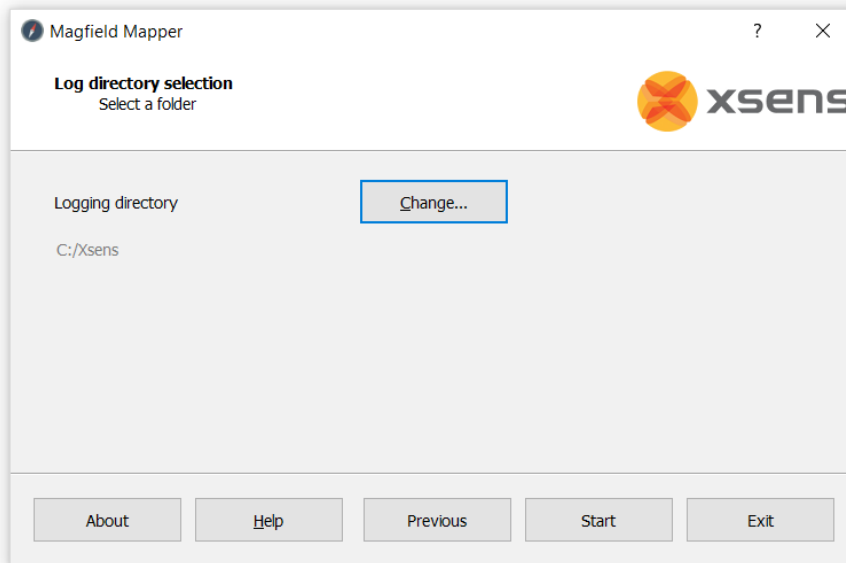 Magfield Mapper
?
Log directory selection
Select a folder
xsens
Logging directory
Change...
C:/Xsens
About
Help
Previous
Start
Exit